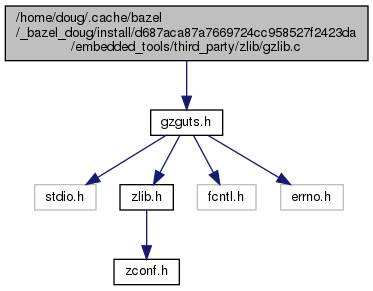 /home/doug/.cache/bazel
/_bazel_doug/install/d687aca87a7669724cc958527f2423da
/embedded_tools/third_party/zlib/gzlib.c
gzguts.h
stdio.h
zlib.h
fcntl.h
errno.h
zconf.h